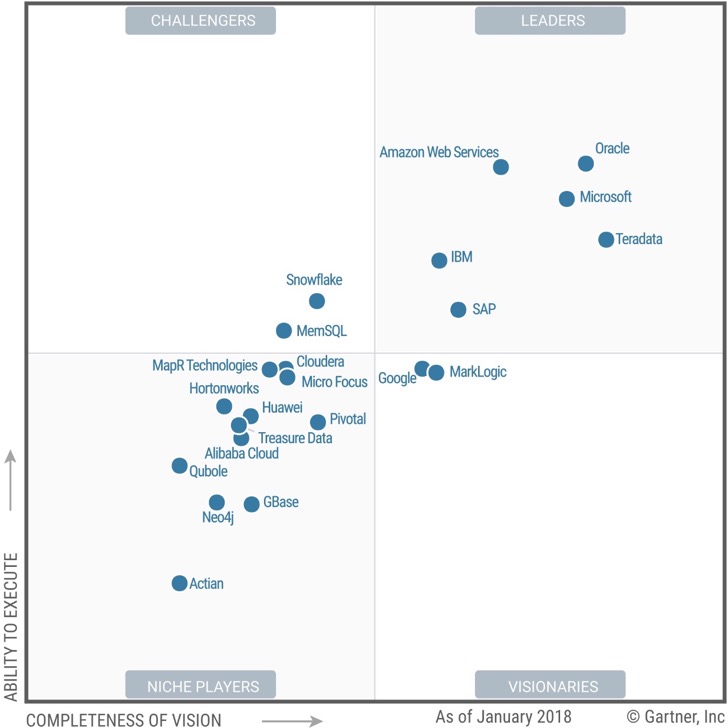 CHALLENGERS
LEADERS
Amazon Web Services
Oracle
Microsoft
Teradata
IBM
Snowflake
SAP
MemSQL
MapR Technologies
Cloudera
Micro Focus
Google
MarkLogic
Hortonworks
Huawei
Pivotal
Treasure Data
Alibaba Cloud
Qubole
GBase
Neo4j
Actian
ABILITY TO EXECUTE
NICHE PLAYERS
VISIONARIES
COMPLETENESS OF VISION
As of January 2018
© Gartner, Inc